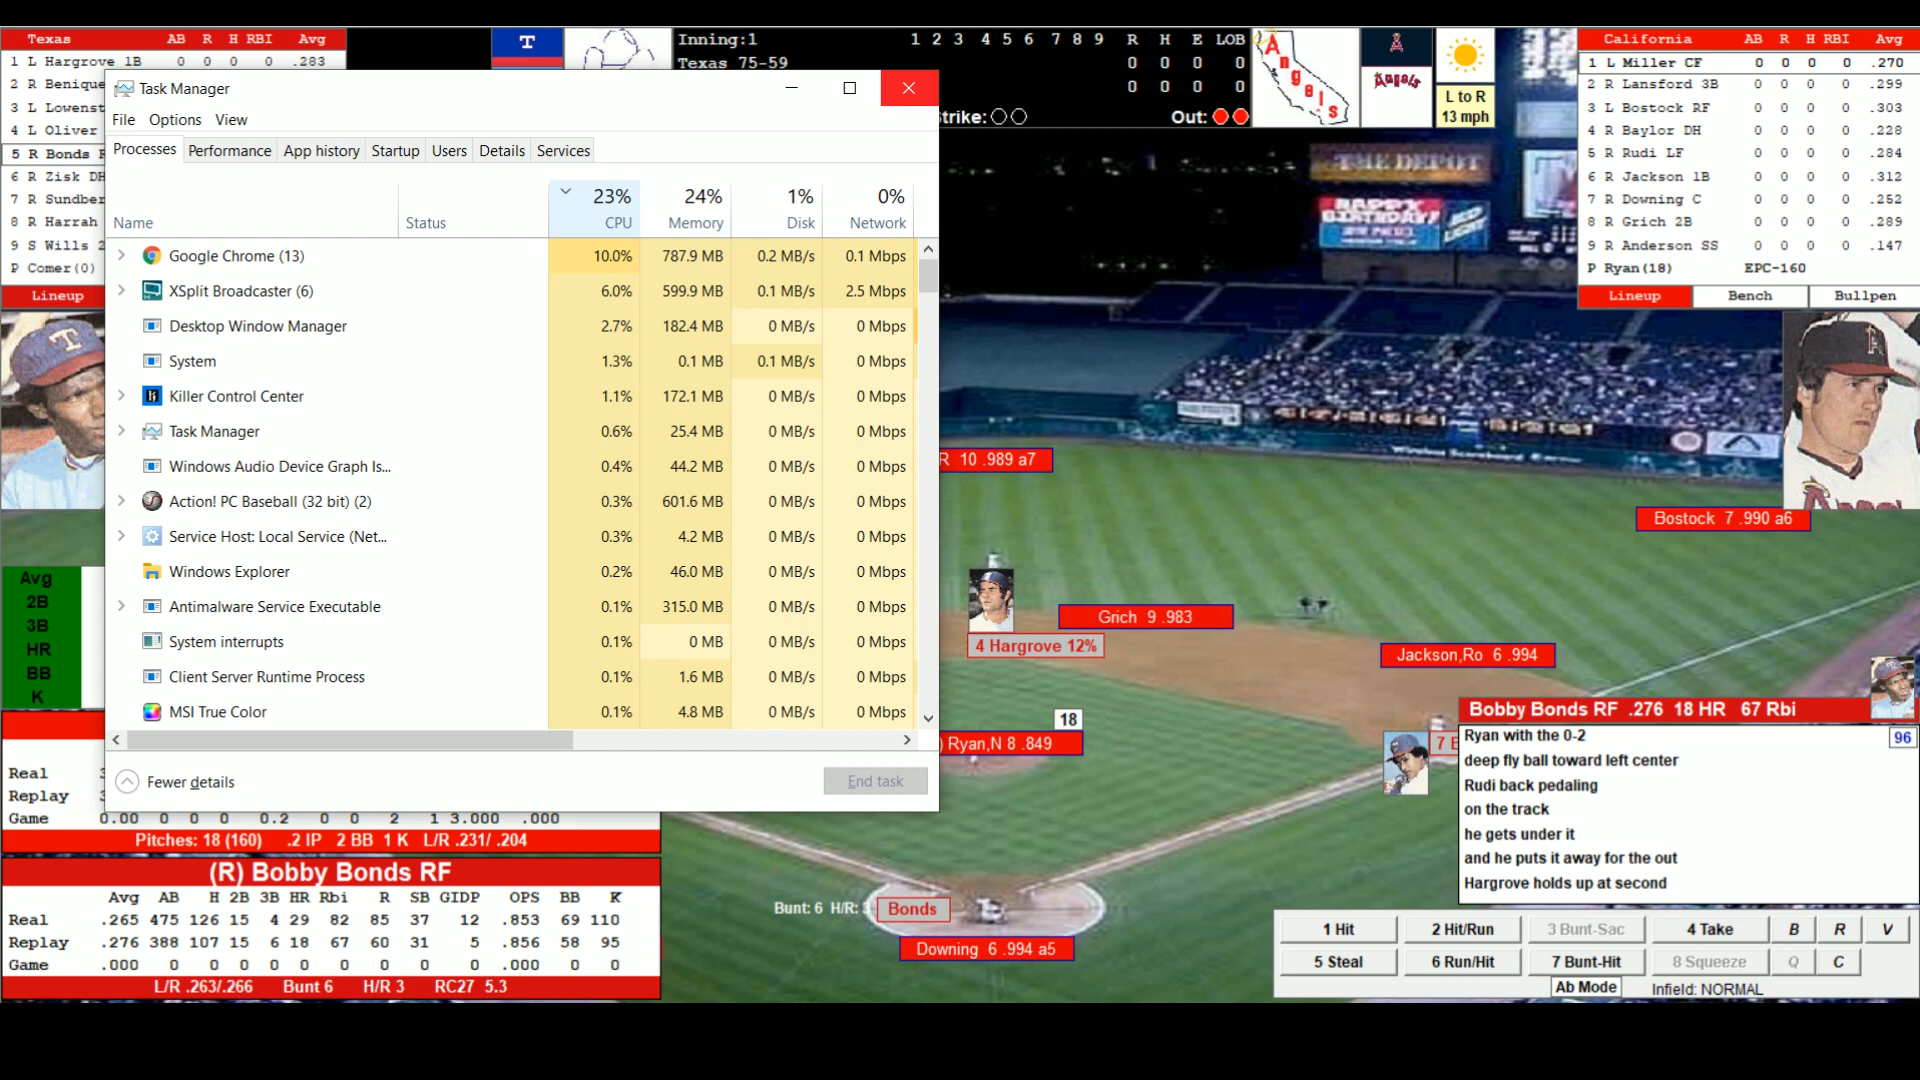 Texas AB R H RBI Avg
1 L Hargrove 1B 0 0 0 0 .283
2 R Benique
3 L Lowenst
4 L Oliver
5 R Bonds
6 R Zisk DH
7 R Sundber
8 R Harrah
9 S Wills 2
P Comer(0)
Lineup
T
Inning:1 1 2 3 4 5 6 7 8 9 R H E LOB
Texas 75-59 0 0 0 0
0 0 0 0
Strike: Out:
Angels
Angels
L to R
13 mph
California AB R H RBI Avg
1 L Miller CF 0 0 0 0 .270
2 R Lansford 3B 0 0 0 0 .299
3 L Bostock RF 0 0 0 0 .303
4 R Baylor DH 0 0 0 0 .228
5 R Rudi LF 0 0 0 0 .284
6 R Jackson 1B 0 0 0 0 .312
7 R Downing C 0 0 0 0 .252
8 R Grich 2B 0 0 0 0 .289
9 R Anderson SS 0 0 0 0 .147
P Ryan(18) EPC-160
Lineup Bench Bullpen
Task Manager
File Options View
Processes Performance App history Startup Users Details Services
23% 24% 1% 0%
Name Status CPU Memory Disk Network
Google Chrome (13) 10.0% 787.9 MB 0.2 MB/s 0.1 Mbps
XSplit Broadcaster (6) 6.0% 599.9 MB 0.1 MB/s 2.5 Mbps
Desktop Window Manager 2.7% 182.4 MB 0 MB/s 0 Mbps
System 1.3% 0.1 MB 0.1 MB/s 0 Mbps
Killer Control Center 1.1% 172.1 MB 0 MB/s 0 Mbps
Task Manager 0.6% 25.4 MB 0 MB/s 0 Mbps
Windows Audio Device Graph Is... 0.4% 44.2 MB 0 MB/s 0 Mbps
Action! PC Baseball (32 bit) (2) 0.3% 601.6 MB 0 MB/s 0 Mbps
Service Host: Local Service (Net... 0.3% 4.2 MB 0 MB/s 0 Mbps
Windows Explorer 0.2% 46.0 MB 0 MB/s 0 Mbps
Antimalware Service Executable 0.1% 315.0 MB 0 MB/s 0 Mbps
System interrupts 0.1% 0 MB 0 MB/s 0 Mbps
Client Server Runtime Process 0.1% 1.6 MB 0 MB/s 0 Mbps
MSI True Color 0.1% 4.8 MB 0 MB/s 0 Mbps
Fewer details End task
THE DEPOT
HAPPY
BIRTHDAY!
BUD
LIGHT
R 10 .989 a7
Bostock 7 .990 a6
Grich 9 .983
4 Hargrove 12%
Jackson,Ro 6 .994
18
Ryan,N 8 .849
7 B
Avg
2B
3B
HR
BB
K
Real 3
Replay 3
Game 0.00 0 0 0.2 0 0 2 1 3.000 .000
Pitches: 18 (160) .2 IP 2 BB 1 K L/R .231/ .204
(R) Bobby Bonds RF
Avg AB H 2B 3B HR Rbi R SB GIDP OPS BB K
Real .265 475 126 15 4 29 82 85 37 12 .853 69 110
Replay .276 388 107 15 6 18 67 60 31 5 .856 58 95
Game .000 0 0 0 0 0 0 0 0 0 .000 0 0
L/R .263/.266 Bunt 6 H/R 3 RC27 5.3
Bunt: 6 H/R: 3 Bonds
Downing 6 .994 a5
Bobby Bonds RF .276 18 HR 67 Rbi
Ryan with the 0-2 96
deep fly ball toward left center
Rudi back pedaling
on the track
he gets under it
and he puts it away for the out
Hargrove holds up at second
1 Hit 2 Hit/Run 3 Bunt-Sac 4 Take B R V
5 Steal 6 Run/Hit 7 Bunt-Hit 8 Squeeze Q C
Ab Mode Infield: NORMAL